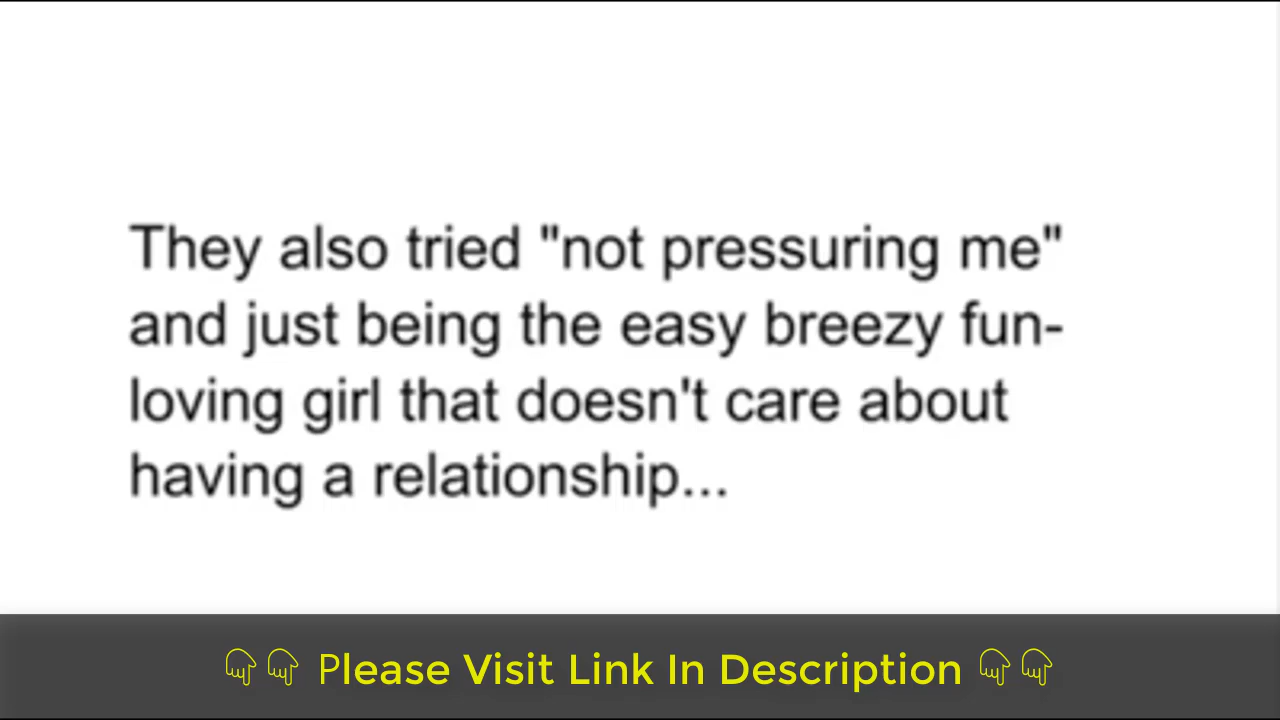 They also tried "not pressuring me"
and just being the easy breezy fun-
loving girl that doesn't care about
having a relationship...
👇👇 Please Visit Link In Description 👇👇